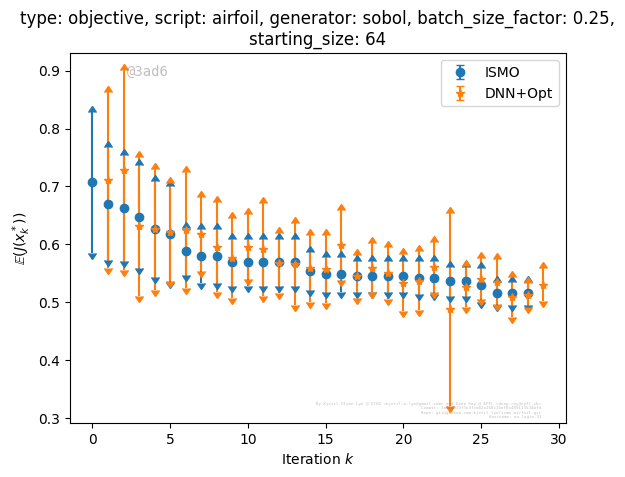 type: objective, script: airfoil, generator: sobol, batch_size_factor: 0.25,
starting_size: 64
@3ad6
ISMO
DNN+Opt
0.9
0.8
0.7
0.6
0.5
0.4
0.3
𝔼(J(x_k^*))
0 5 10 15 20 25 30
Iteration k